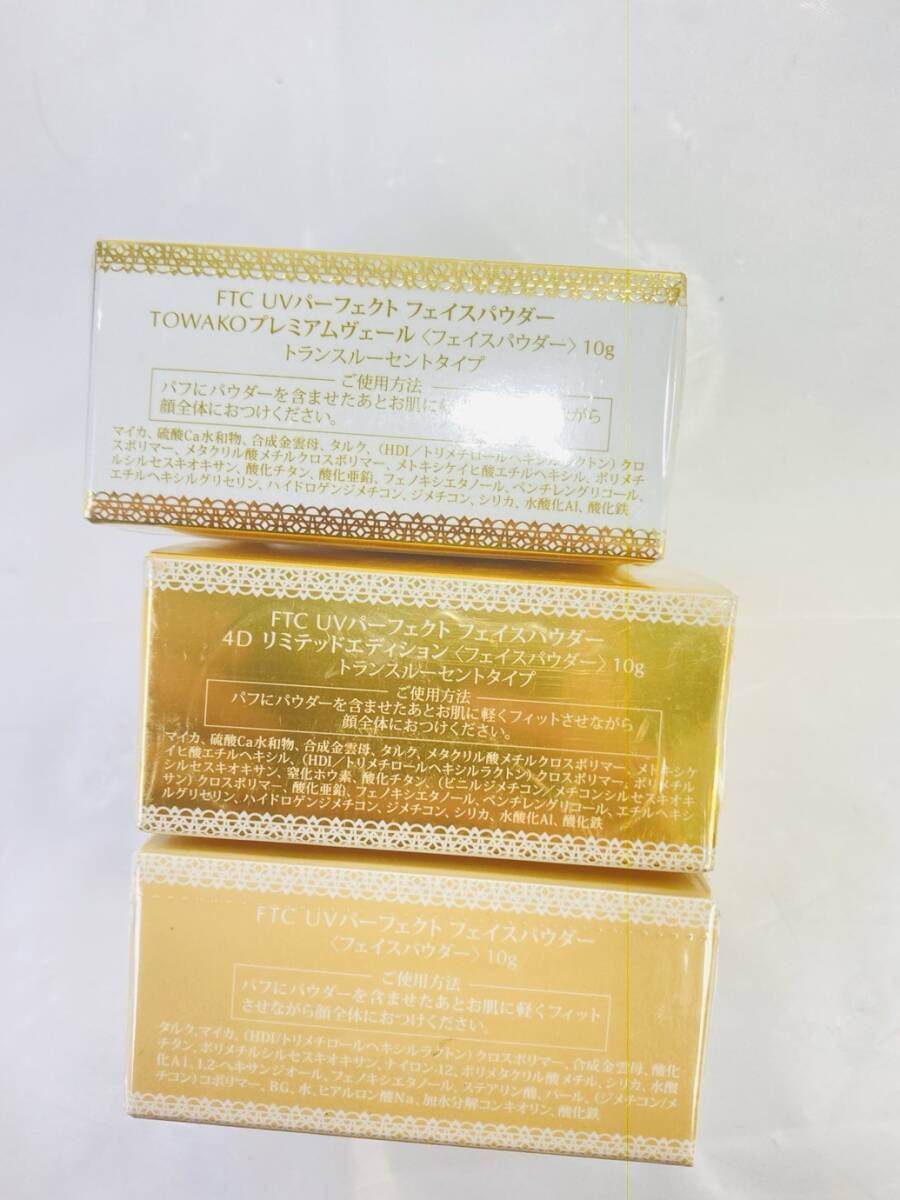 FTC UVパーフェクト フェイスパウダー
TOWAKOプレミアムヴェール〈フェイスパウダー〉10g
トランスルーセントタイプ
ご使用方法
パフにパウダーを含ませたあとお肌に軽 ながら
顔全体におつけください。
マイカ、硫酸Ca水和物、合成金雲母、タルク、(HDI/トリメチロールヘキシルラクトン)クロ
スポリマー、メタクリル酸メチルクロスポリマー、メトキシケイヒ酸エチルヘキシル、ポリメチ
ルシルセスキオキサン、酸化チタン、酸化亜鉛、フェノキシエタノール、ペンチレングリコール、
エチルヘキシルグリセリン、ハイドロゲンジメチコン、ジメチコン、シリカ、水酸化Al、酸化鉄
FTC UVパーフェクト フェイスパウダー
4D リミテッドエディション〈フェイスパウダー〉10g
トランスルーセントタイプ
ご使用方法
パフにパウダーを含ませたあとお肌に軽くフィットさせながら
顔全体におつけください。
マイカ、硫酸Ca水和物、合成金雲母、タルク、メタクリル酸メチルクロスポリマー、メトキシケ
イヒ酸エチルヘキシル、(HDI/トリメチロールヘキシルラクトン)クロスポリマー、ポリメチル
シルセスキオキサン、窒化ホウ素、酸化チタン、(ビニルジメチコン/メチコンシルセスキオキ
サン)クロスポリマー、酸化亜鉛、フェノキシエタノール、ペンチレングリコール、エチルヘキシ
ルグリセリン、ハイドロゲンジメチコン、ジメチコン、シリカ、水酸化Al、酸化鉄
FTC UVパーフェクト フェイスパウダー
〈フェイスパウダー〉10g
ご使用方法
パフにパウダーを含ませたあとお肌に軽くフィット
させながら顔全体におつけください。
タルク,マイカ、(HDI/トリメチロールヘキシルラクトン)クロスポリマー、合成金雲母、酸化
チタン、ポリメチルシルセスキオキサン、ナイロン-12、ポリメタクリル酸メチル、シリカ、水酸
化Al、1,2-ヘキサンジオール、フェノキシエタノール、ステアリン酸、パール、(ジメチコン/メ
チコン)コポリマー、BG、水、ヒアルロン酸Na、加水分解コンキオリン、酸化鉄